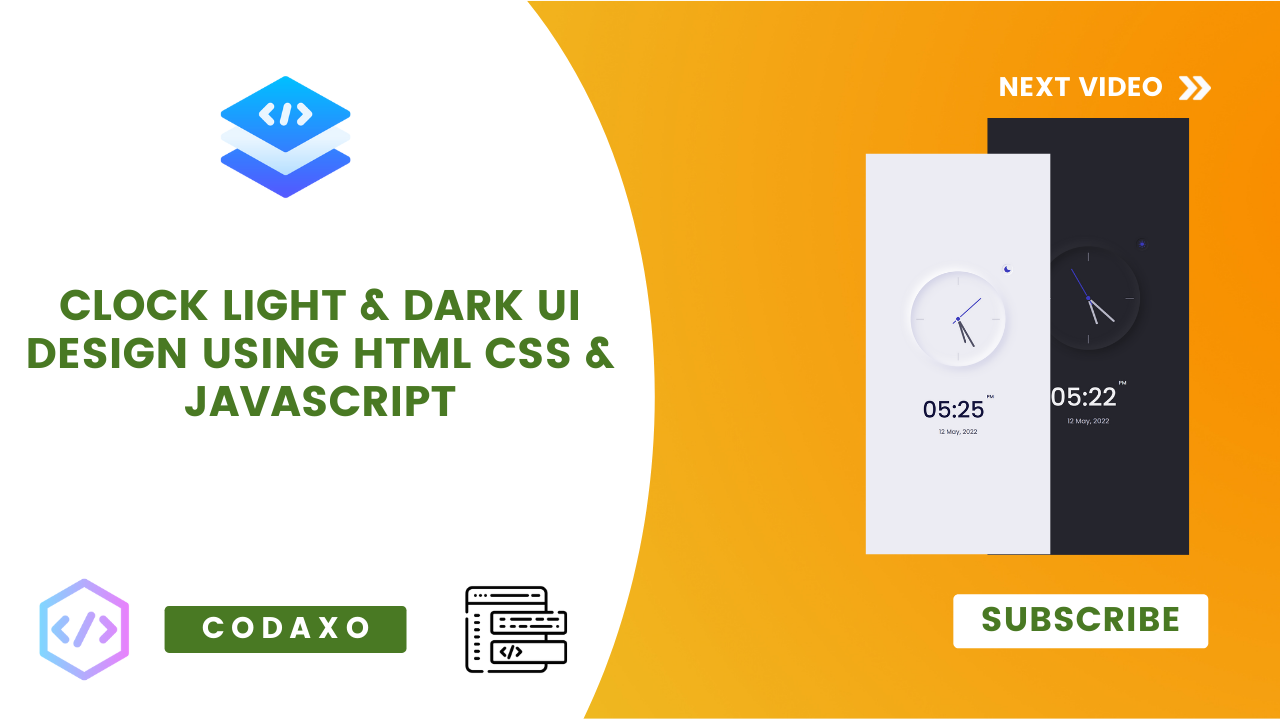 NEXT VIDEO
CLOCK LIGHT & DARK UI
DESIGN USING HTML CSS &
JAVASCRIPT
05:25 PM
12 May, 2022
05:22 PM
12 May, 2022
CODAXO
SUBSCRIBE